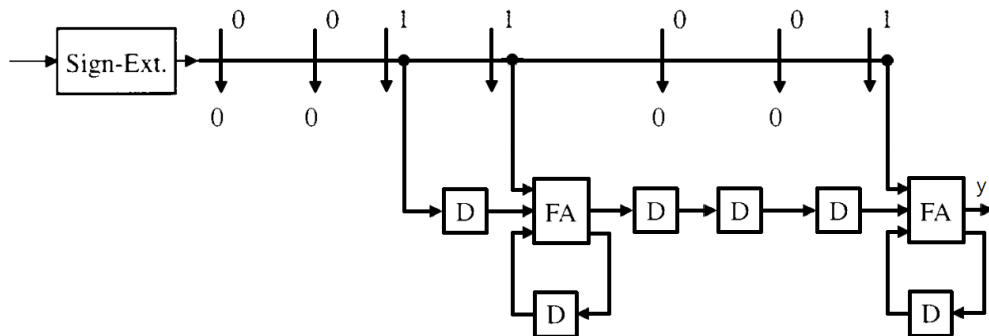 0 0 1 1 0 0 1
Sign-Ext.
0 0 0 0
D FA D D D FA y
D D